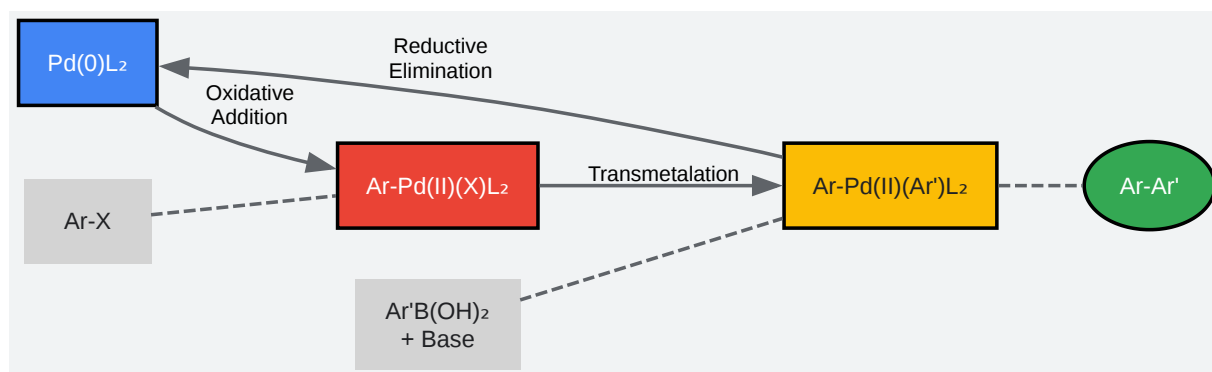 Pd(0)L₂
Reductive
Elimination
Oxidative
Addition
Ar-X
Ar-Pd(II)(X)L₂
Transmetalation
Ar-Pd(II)(Ar')L₂
Ar-Ar'
Ar'B(OH)₂
+ Base